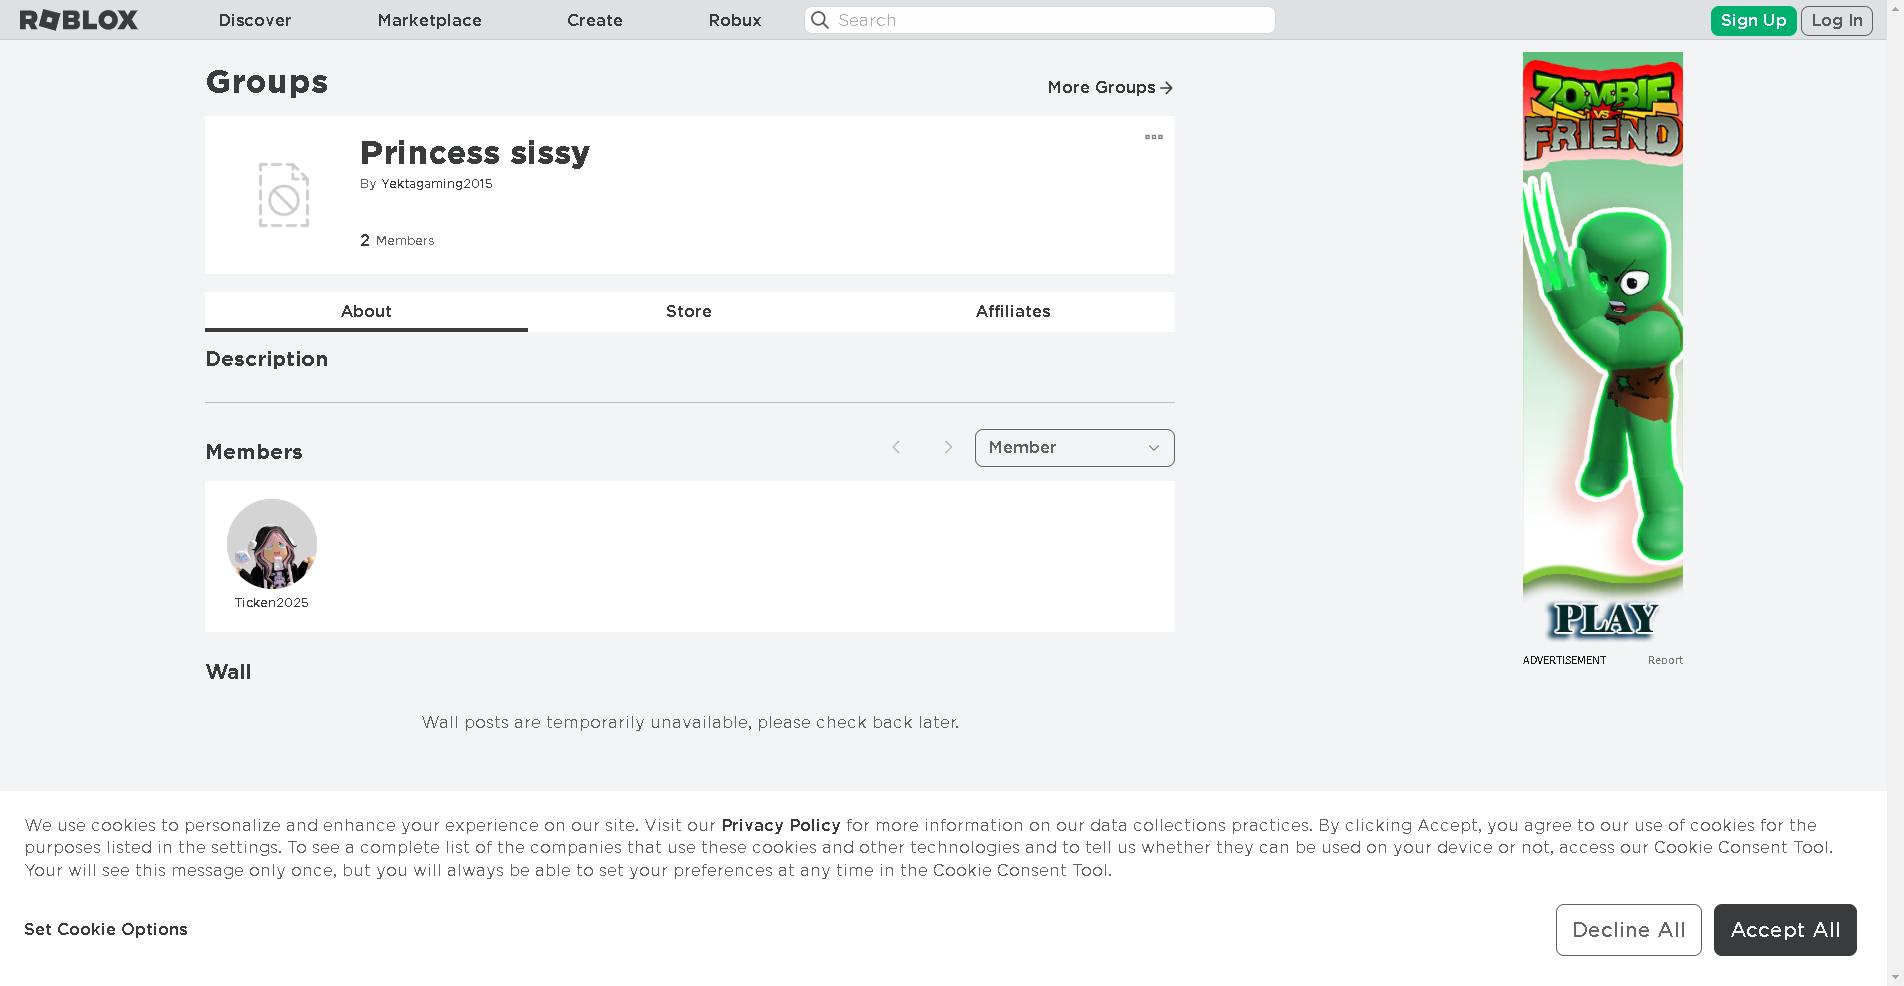 ROBLOX
Discover
Marketplace
Create
Robux
Search
Sign Up
Log In
Groups
More Groups
Princess sissy
By Yektagaming2015
2 Members
About
Store
Affiliates
Description
Members
Member
Ticken2025
Wall
Wall posts are temporarily unavailable, please check back later.
ZOMBIE
VS
FRIEND
PLAY
ADVERTISEMENT
Report
We use cookies to personalize and enhance your experience on our site. Visit our Privacy Policy for more information on our data collections practices. By clicking Accept, you agree to our use of cookies for the
purposes listed in the settings. To see a complete list of the companies that use these cookies and other technologies and to tell us whether they can be used on your device or not, access our Cookie Consent Tool.
Your will see this message only once, but you will always be able to set your preferences at any time in the Cookie Consent Tool.
Set Cookie Options
Decline All
Accept All